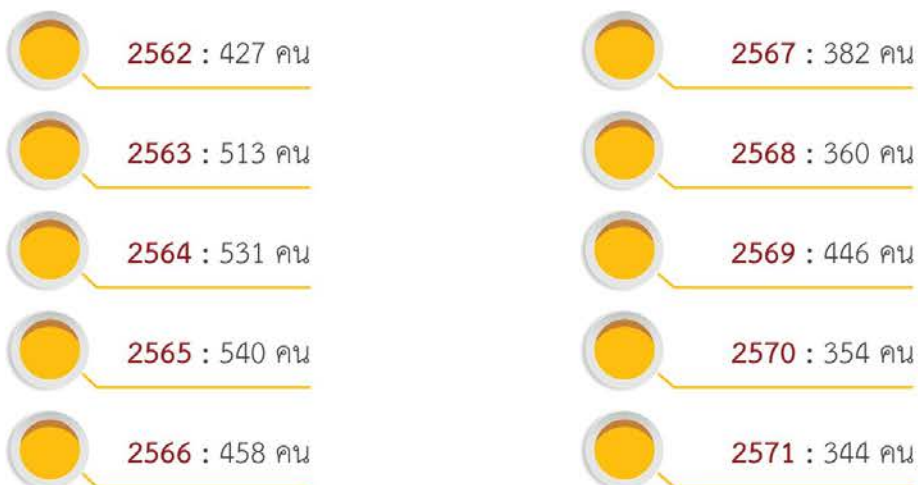 2562 : 427 คน
2563 : 513 คน
2564 : 531 คน
2565 : 540 คน
2566 : 458 คน
2567 : 382 คน
2568 : 360 คน
2569 : 446 คน
2570 : 354 คน
2571 : 344 คน